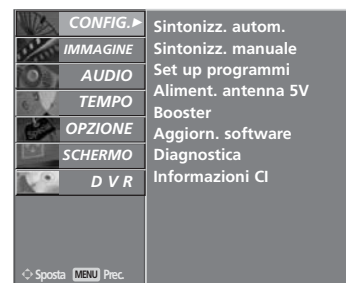 CONFIG.►
IMMAGINE
AUDIO
TEMPO
OPZIONE
SCHERMO
D V R
Sintonizz. autom.
Sintonizz. manuale
Set up programmi
Aliment. antenna 5V
Booster
Aggiorn. software
Diagnostica
Informazioni CI
Sposta MENU Prec.